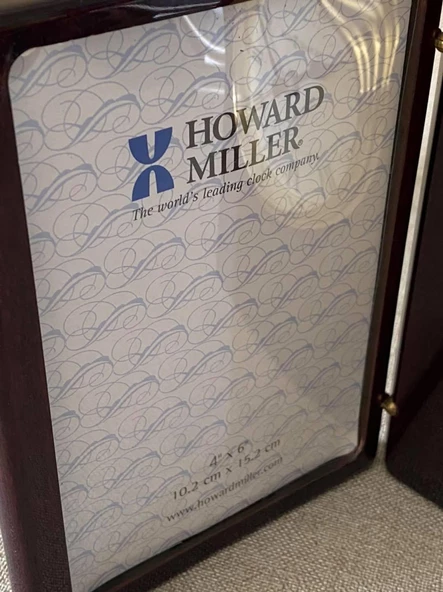 HOWARD
MILLER®
The world's leading clock company.
4" x 6"
10.2 cm x 15.2 cm
www.howardmiller.com